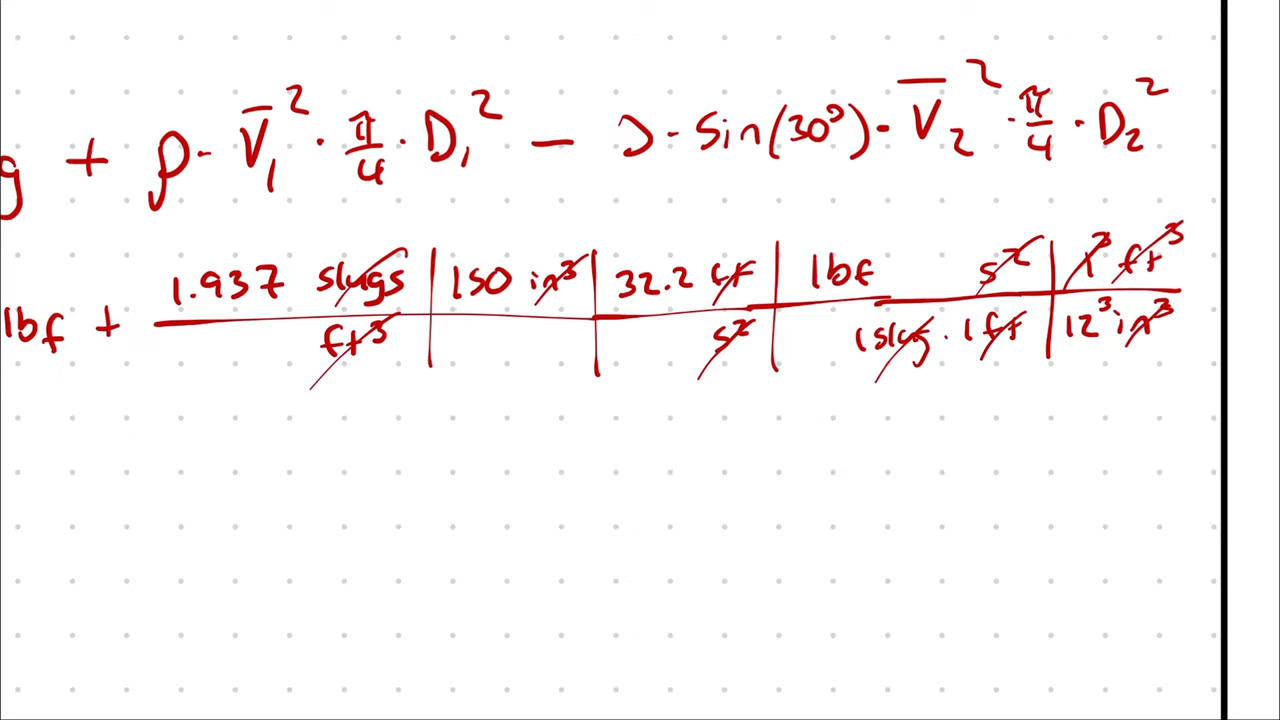 g + ρ · V̅₁² · π/4 · D₁² − Ɔ · Sin(30°) · V̅₂² · π/4 · D₂²
lbf + 1.937 slugs | 150 in³ | 32.2 ft | lbf s² | 1³ ft³
ft³ | | s² | 1slug · 1ft | 12³ in³